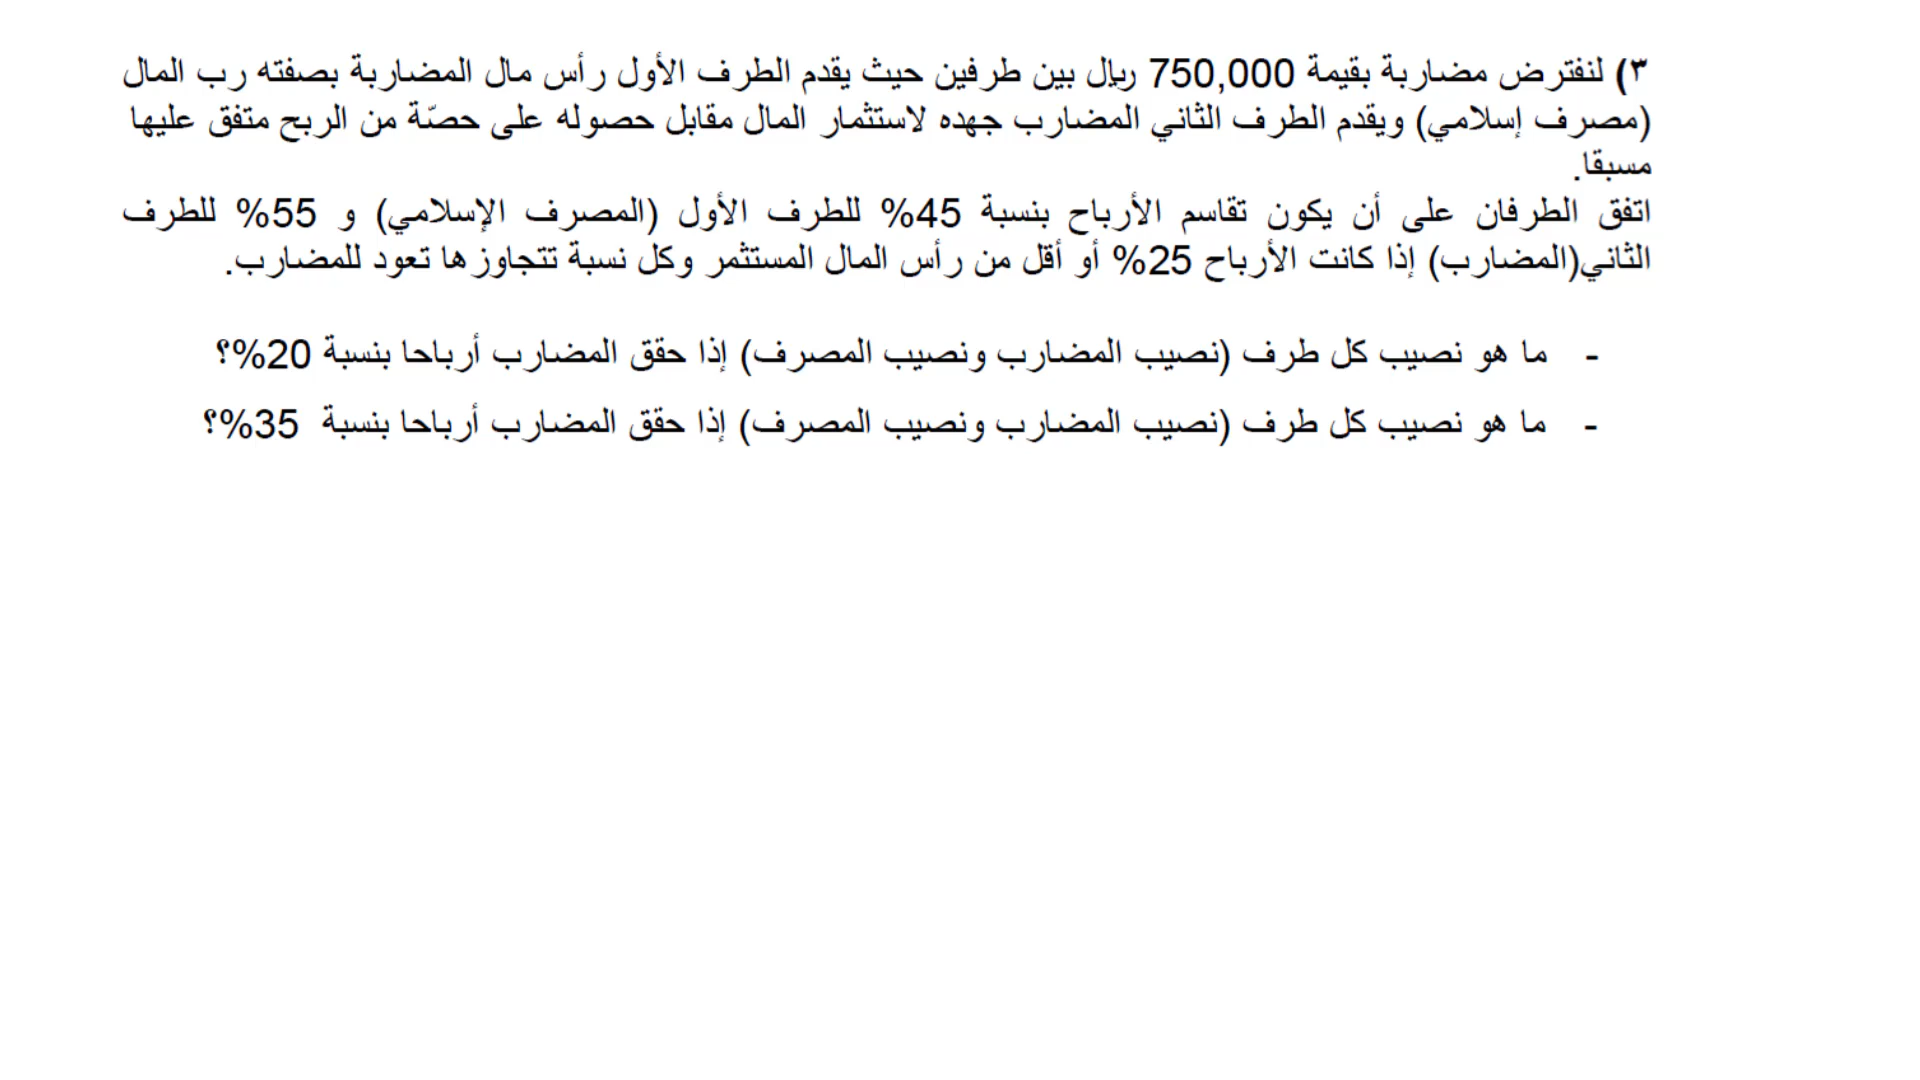 ٣) لنفترض مضاربة بقيمة 750,000 ريال بين طرفين حيث يقدم الطرف الأول رأس مال المضاربة بصفته رب المال
(مصرف إسلامي) ويقدم الطرف الثاني المضارب جهده لاستثمار المال مقابل حصوله على حصّة من الربح متفق عليها
مسبقا.
اتفق الطرفان على أن يكون تقاسم الأرباح بنسبة 45% للطرف الأول (المصرف الإسلامي) و 55% للطرف
الثاني(المضارب) إذا كانت الأرباح 25% أو أقل من رأس المال المستثمر وكل نسبة تتجاوزها تعود للمضارب.
- ما هو نصيب كل طرف (نصيب المضارب ونصيب المصرف) إذا حقق المضارب أرباحا بنسبة 20%؟
- ما هو نصيب كل طرف (نصيب المضارب ونصيب المصرف) إذا حقق المضارب أرباحا بنسبة 35%؟